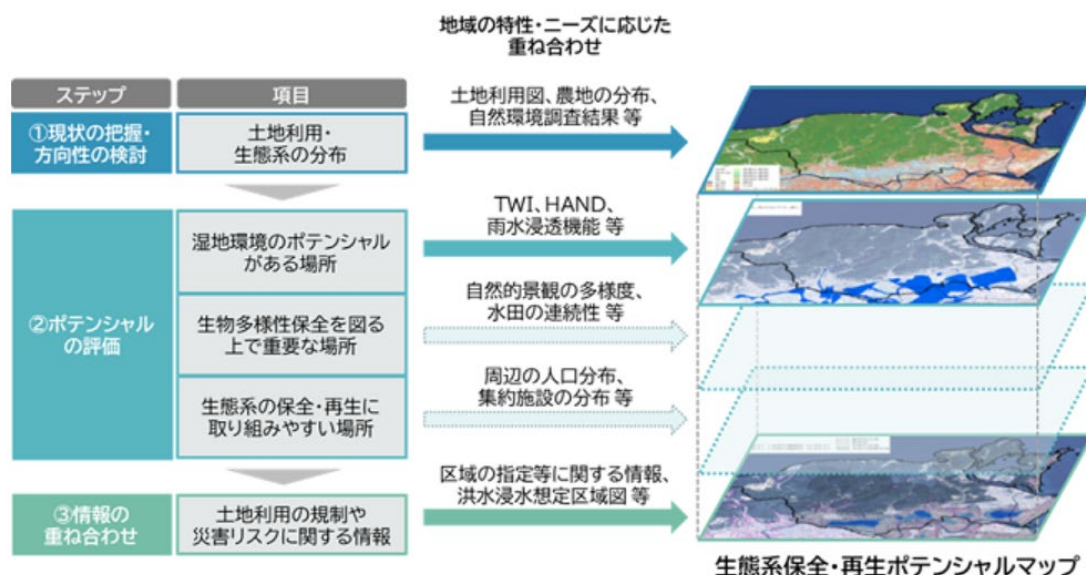 地域の特性・ニーズに応じた
重ね合わせ
ステップ
項目
①現状の把握・
方向性の検討
土地利用・
生態系の分布
土地利用図、農地の分布、
自然環境調査結果 等
②ポテンシャル
の評価
湿地環境のポテンシャル
がある場所
TWI、HAND、
雨水浸透機能 等
生物多様性保全を図る
上で重要な場所
自然的景観の多様度、
水田の連続性 等
生態系の保全・再生に
取り組みやすい場所
周辺の人口分布、
集約施設の分布 等
③情報の
重ね合わせ
土地利用の規制や
災害リスクに関する情報
区域の指定等に関する情報、
洪水浸水想定区域図 等
生態系保全・再生ポテンシャルマップ